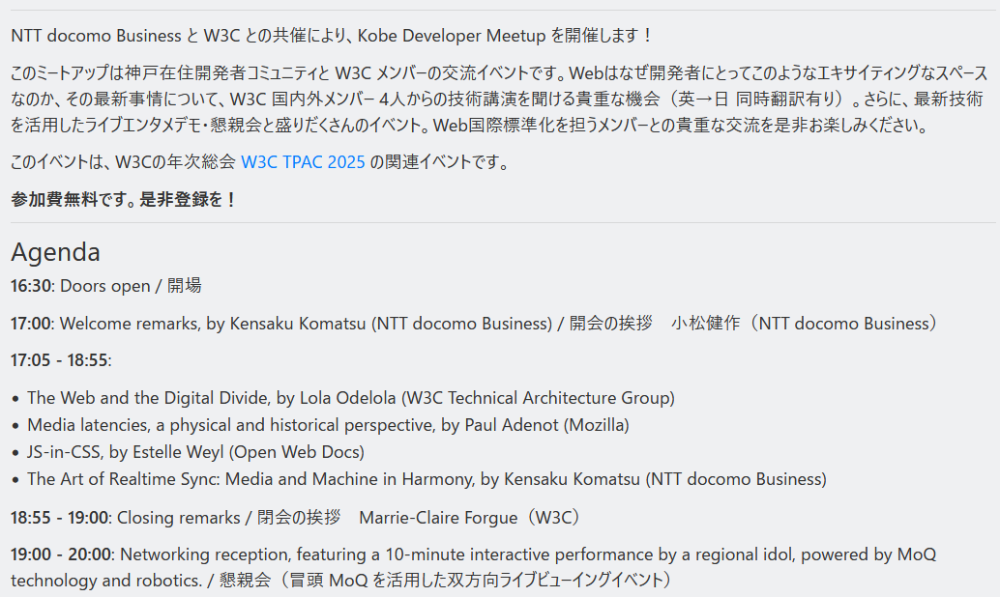 NTT docomo Business と W3C との共催により、Kobe Developer Meetup を開催します！
このミートアップは神戸在住開発者コミュニティと W3C メンバーの交流イベントです。Webはなぜ開発者にとってこのようなエキサイティングなスペース
なのか、その最新事情について、W3C 国内外メンバー 4人からの技術講演を聞ける貴重な機会（英→日 同時翻訳有り）。さらに、最新技術
を活用したライブエンタメデモ・懇親会と盛りだくさんのイベント。Web国際標準化を担うメンバーとの貴重な交流を是非お楽しみください。
このイベントは、W3Cの年次総会 W3C TPAC 2025 の関連イベントです。
参加費無料です。是非登録を！
Agenda
16:30: Doors open / 開場
17:00: Welcome remarks, by Kensaku Komatsu (NTT docomo Business) / 開会の挨拶　小松健作（NTT docomo Business）
17:05 - 18:55:
• The Web and the Digital Divide, by Lola Odelola (W3C Technical Architecture Group)
• Media latencies, a physical and historical perspective, by Paul Adenot (Mozilla)
• JS-in-CSS, by Estelle Weyl (Open Web Docs)
• The Art of Realtime Sync: Media and Machine in Harmony, by Kensaku Komatsu (NTT docomo Business)
18:55 - 19:00: Closing remarks / 閉会の挨拶　Marrie-Claire Forgue（W3C）
19:00 - 20:00: Networking reception, featuring a 10-minute interactive performance by a regional idol, powered by MoQ
technology and robotics. / 懇親会（冒頭 MoQ を活用した双方向ライブビューイングイベント）